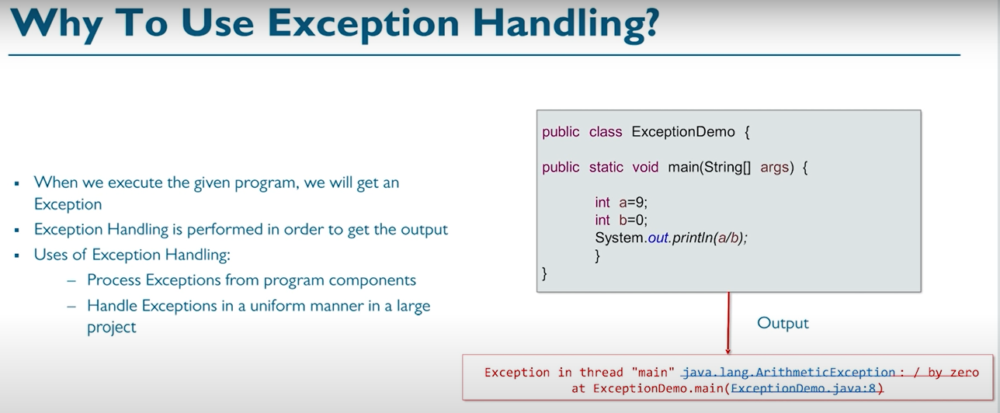 Why To Use Exception Handling?
▪ When we execute the given program, we will get an
Exception
▪ Exception Handling is performed in order to get the output
▪ Uses of Exception Handling:
– Process Exceptions from program components
– Handle Exceptions in a uniform manner in a large
project
public class ExceptionDemo {
public static void main(String[] args) {
int a=9;
int b=0;
System.out.println(a/b);
}
}
Output
Exception in thread "main" java.lang.ArithmeticException: / by zero
at ExceptionDemo.main(ExceptionDemo.java:8)